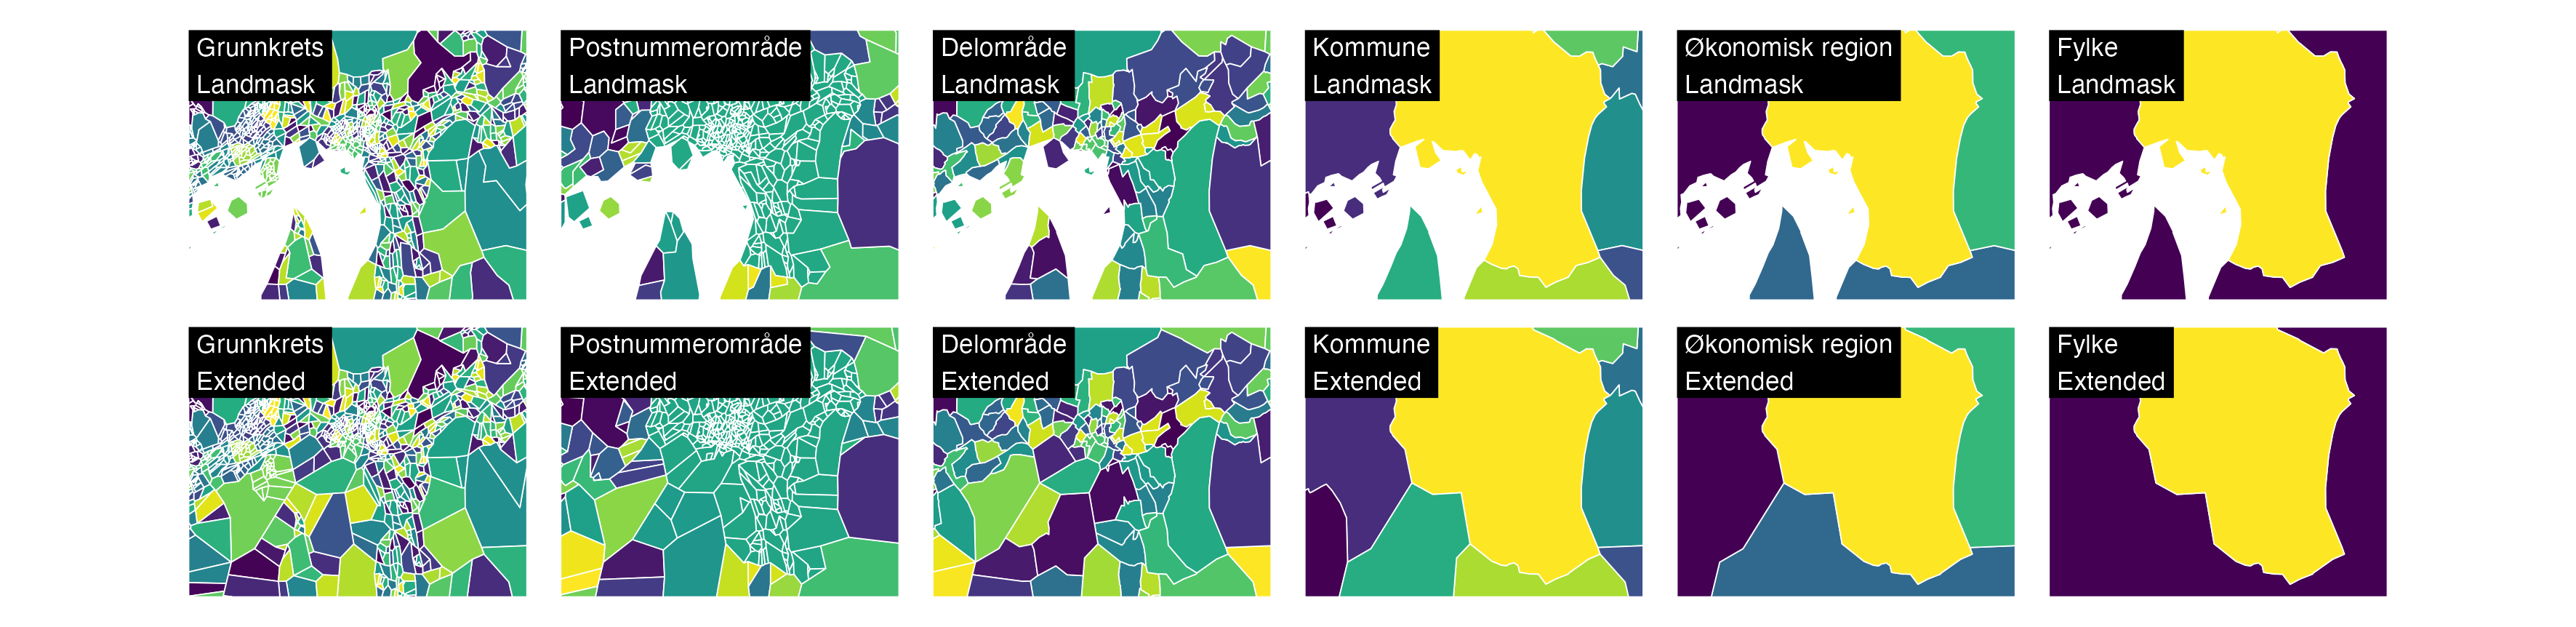 Grunnkrets
Landmask
Postnummerområde
Landmask
Delområde
Landmask
Kommune
Landmask
Økonomisk region
Landmask
Fylke
Landmask
Grunnkrets
Extended
Postnummerområde
Extended
Delområde
Extended
Kommune
Extended
Økonomisk region
Extended
Fylke
Extended